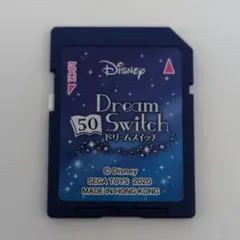 Disney
LOCK
Dream
50 Switch
ドリームスイッチ
© Disney
SEGA TOYS 2020
MADE IN HONG KONG